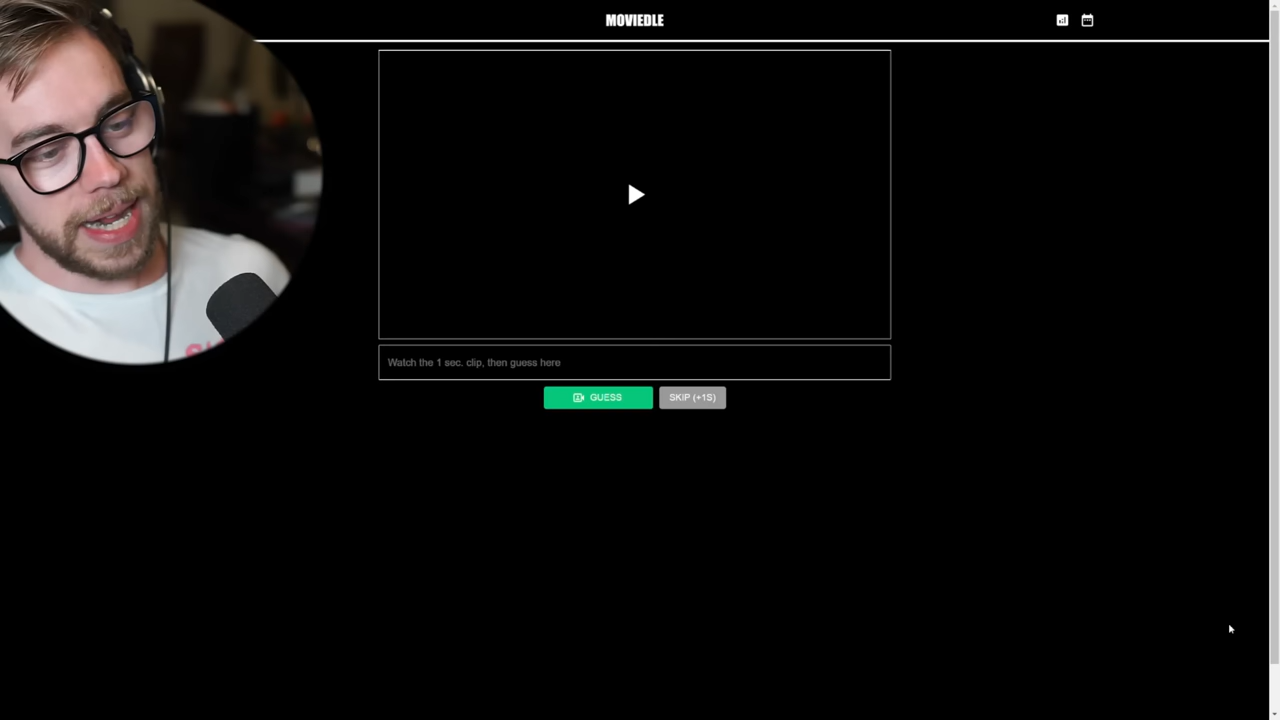 MOVIEDLE
Watch the 1 sec. clip, then guess here
GUESS
SKIP (+1S)